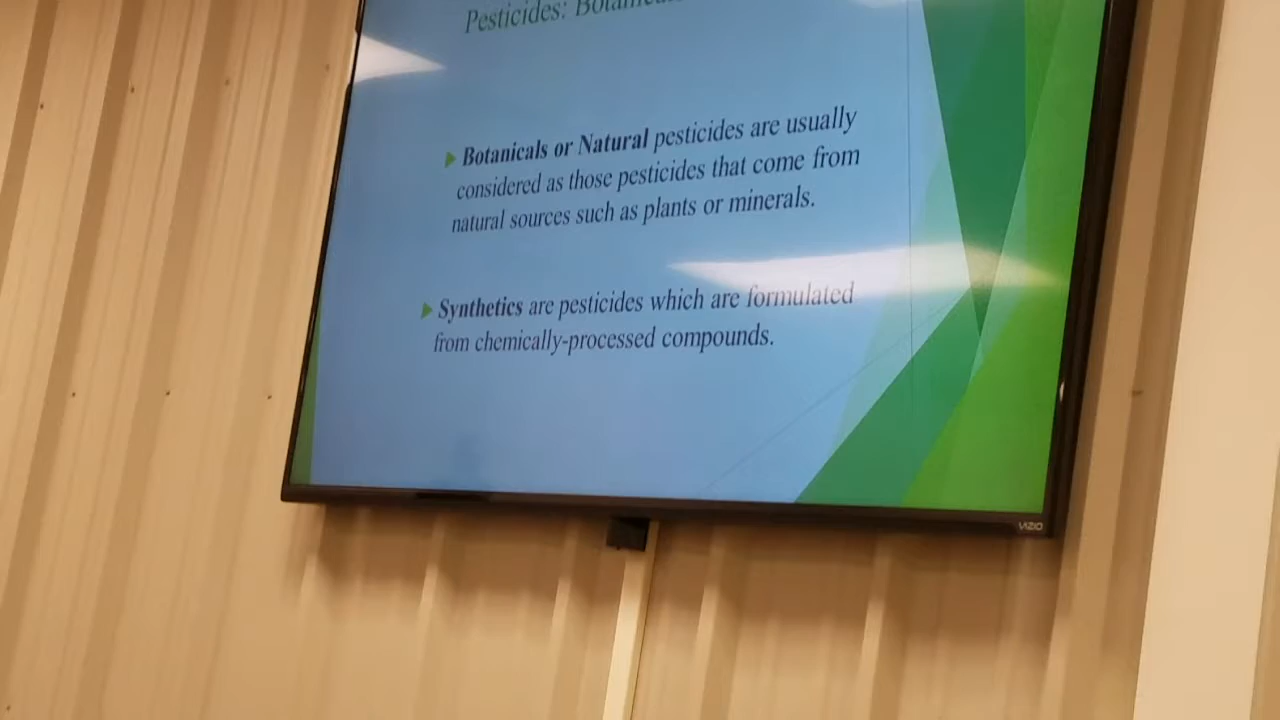 Pesticides:
Botanicals or Natural pesticides are usually
considered as those pesticides that come from
natural sources such as plants or minerals.
Synthetics are pesticides which are formulated
from chemically-processed compounds.
VIZIO